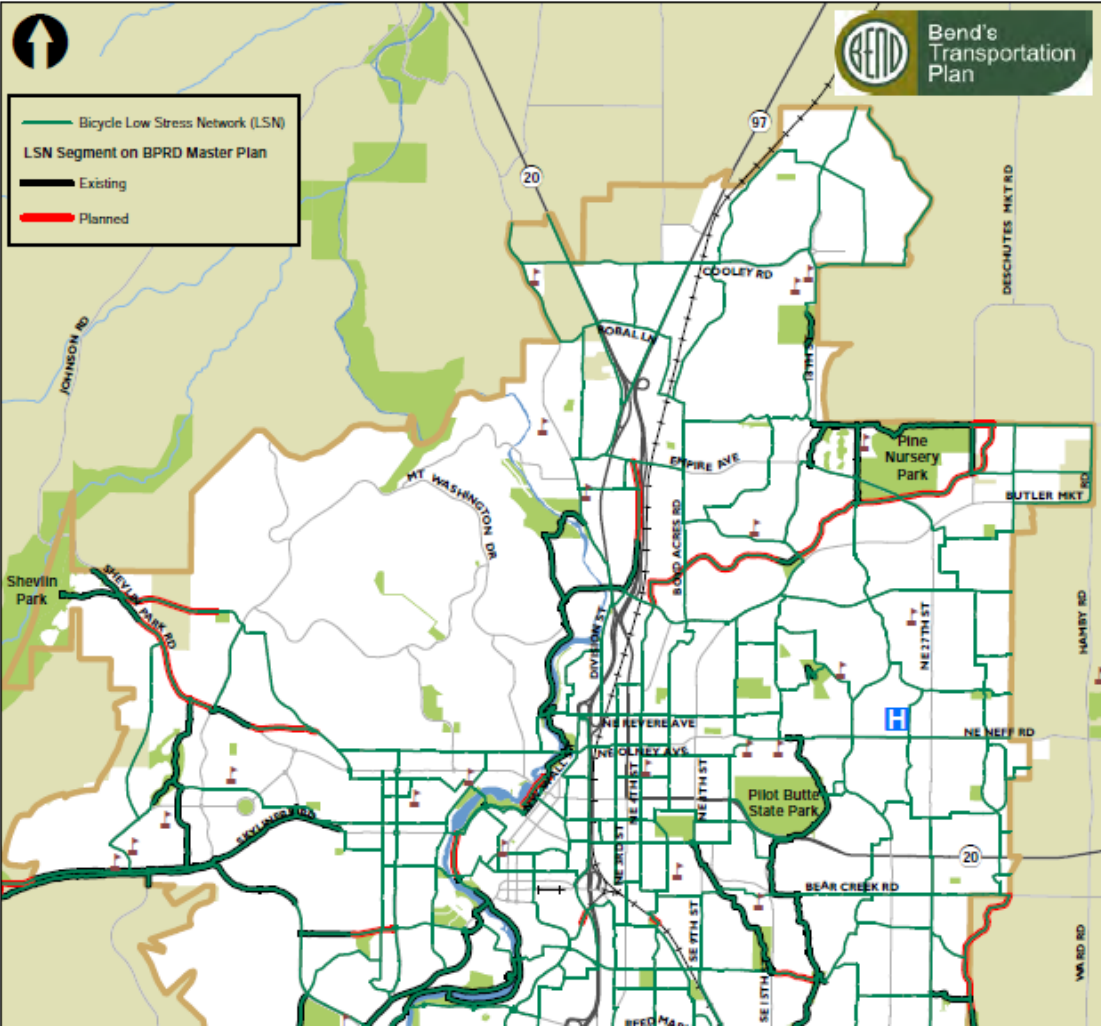 BEND
Bend's
Transportation
Plan
Bicycle Low Stress Network (LSN)
LSN Segment on BPRD Master Plan
Existing
Planned
97
20
DESCHUTES MKT RD
COOLEY RD
ROBAL LN
JOHNSON RD
18TH ST
Pine
Nursery
Park
EMPIRE AVE
MT WASHINGTON DR
BUTLER MKT RD
BOYD ACRES RD
Shevlin
Park
SHEVLIN PARK RD
DIVISION ST
NE 27TH ST
HAMBY RD
NE REVERE AVE
H
NE NEFF RD
NE OLNEY AVE
NE 4TH ST
NE 8TH ST
Pilot Butte
State Park
NE 3RD ST
20
BEAR CREEK RD
SE 9TH ST
WARD RD
SE 15TH ST